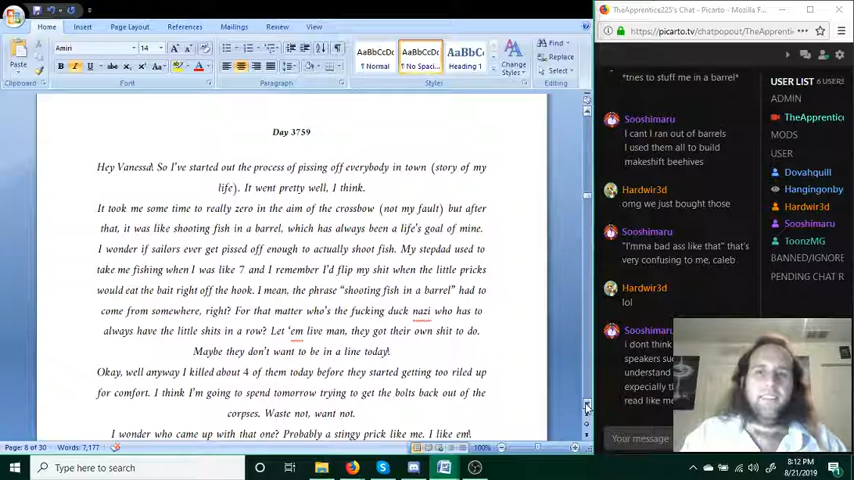 TheApprentice225's Chat - Picarto - Mozilla F...
Home
Insert
Page Layout
References
Mailings
Review
View
https://picarto.tv/chatpopout/TheApprenti
Paste
Amiri
14
AaBbCcDc
AaBbCcDc
AaBbC
¶ Normal
¶ No Spaci...
Heading 1
Change
Styles
Find
Replace
Select
Clipboard
Font
Paragraph
Styles
Editing
Day 3759
Hey Vanessa! So I've started out the process of pissing off everybody in town (story of my
life). It went pretty well, I think.
It took me some time to really zero in the aim of the crossbow (not my fault) but after
that, it was like shooting fish in a barrel, which has always been a life's goal of mine.
I wonder if sailors ever get pissed off enough to actually shoot fish. My stepdad used to
take me fishing when I was like 7 and I remember I'd flip my shit when the little pricks
would eat the bait right off the hook. I mean, the phrase "shooting fish in a barrel" had to
come from somewhere, right? For that matter who's the fucking duck nazi who has to
always have the little shits in a row? Let 'em live man, they got their own shit to do.
Maybe they don't want to be in a line today!
Okay, well anyway I killed about 4 of them today before they started getting too riled up
for comfort. I think I'm going to spend tomorrow trying to get the bolts back out of the
corpses. Waste not, want not.
I wonder who came up with that one? Probably a stingy prick like me. I like em!
Page: 8 of 30
Words: 7,177
100%
*tries to stuff me in a barrel*
Sooshimaru
I cant I ran out of barrels
I used them all to build
makeshift beehives
Hardwir3d
omg we just bought those
Sooshimaru
"I'mma bad ass like that" that's
very confusing to me, caleb
Hardwir3d
lol
Sooshimaru
i dont think
speakers suc
understand
expecially th
read like me
Your message
USER LIST 6 USERS
ADMIN
TheApprentice
MODS
USER
Dovahquill
Hangingonby
Hardwir3d
Sooshimaru
ToonzMG
BANNED/IGNORE
PENDING CHAT R
Type here to search
8:12 PM
8/21/2019